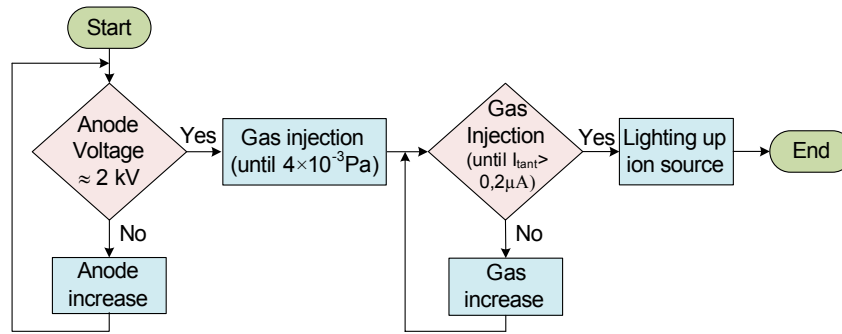 Start
Anode
Voltage
≈ 2 kV
Yes
No
Anode
increase
Gas injection
(until 4×10⁻³Pa)
Gas
Injection
(until Iₜₐₙₜ>
0,2µA)
Yes
No
Gas
increase
Lighting up
ion source
End